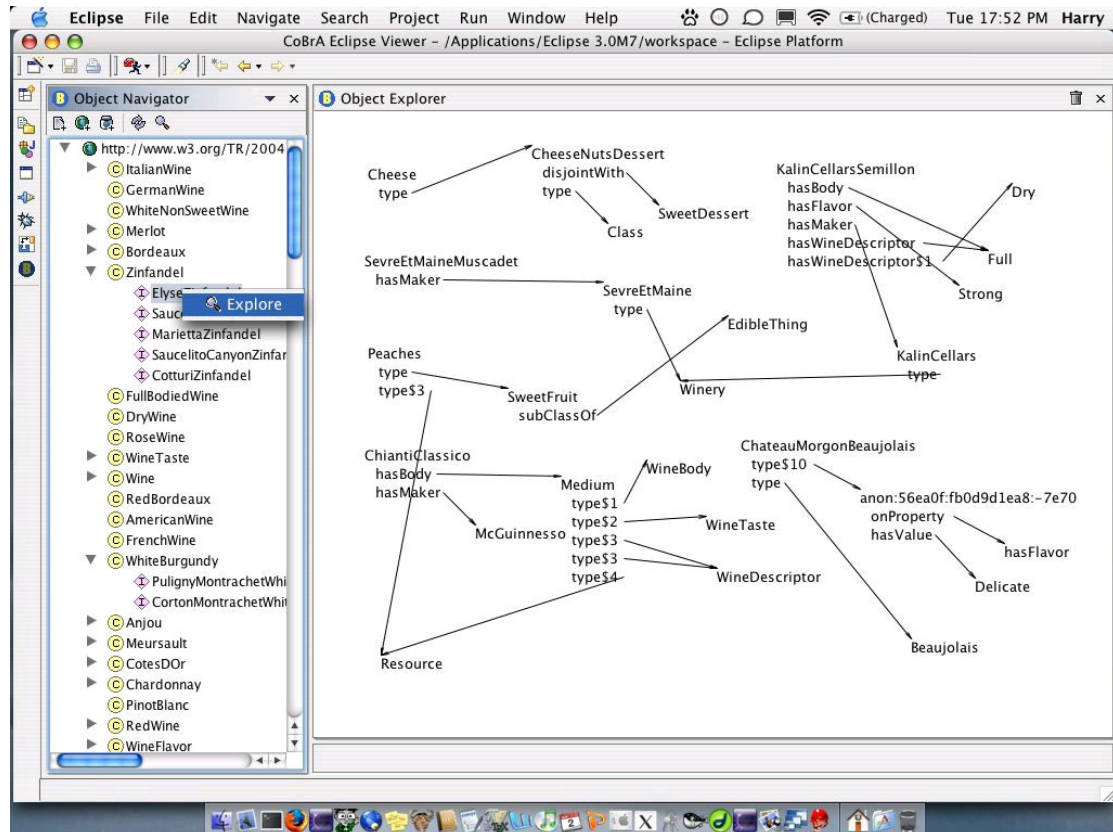 Eclipse File Edit Navigate Search Project Run Window Help (Charged) Tue 17:52 PM Harry
CoBrA Eclipse Viewer – /Applications/Eclipse 3.0M7/workspace – Eclipse Platform
Object Navigator
http://www.w3.org/TR/2004
ItalianWine
GermanWine
WhiteNonSweetWine
Merlot
Bordeaux
Zinfandel
Explore
MariettaZinfandel
SaucelitoCanyonZinfar
CotturiZinfandel
FullBodiedWine
DryWine
RoseWine
WineTaste
Wine
RedBordeaux
AmericanWine
FrenchWine
WhiteBurgundy
PulignyMontrachetWhi
CortonMontrachetWhi
Anjou
Meursault
CotesDOr
Chardonnay
PinotBlanc
RedWine
WineFlavor
Object Explorer
Cheese
type
CheeseNutsDessert
disjointWith
type
SweetDessert
Class
KalinCellarsSemillon
hasBody
hasFlavor
hasMaker
hasWineDescriptor
hasWineDescriptor$1
Dry
Full
Strong
SevreEtMaineMuscadet
hasMaker
SevreEtMaine
type
EdibleThing
KalinCellars
type
Winery
Peaches
type
type$3
SweetFruit
subClassOf
ChiantiClassico
hasBody
hasMaker
McGuinnesso
Medium
type$1
type$2
type$3
type$3
type$4
WineBody
WineTaste
WineDescriptor
Resource
ChateauMorgonBeaujolais
type$10
type
anon:56ea0f:fb0d9d1ea8:-7e70
onProperty
hasValue
hasFlavor
Delicate
Beaujolais